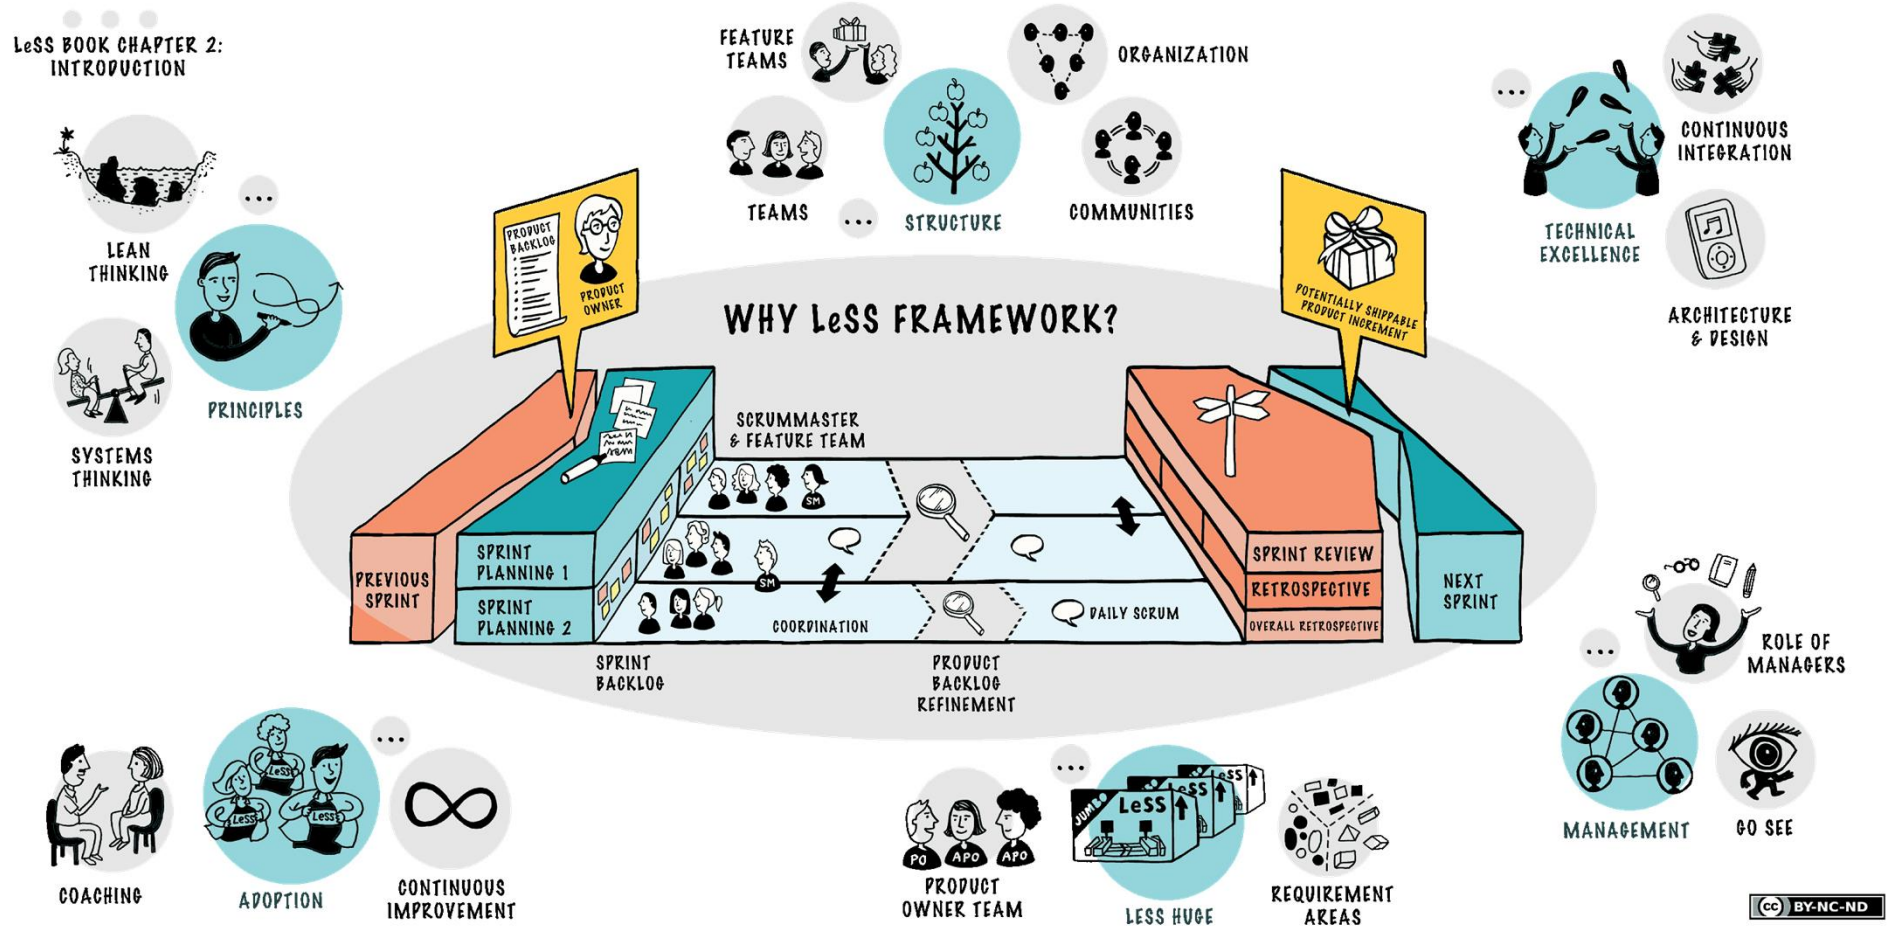 LeSS BOOK CHAPTER 2:
INTRODUCTION
LEAN
THINKING
PRINCIPLES
SYSTEMS
THINKING
FEATURE
TEAMS
ORGANIZATION
TEAMS
STRUCTURE
COMMUNITIES
CONTINUOUS
INTEGRATION
TECHNICAL
EXCELLENCE
ARCHITECTURE
& DESIGN
WHY LeSS FRAMEWORK?
PRODUCT
BACKLOG
PRODUCT
OWNER
POTENTIALLY SHIPPABLE
PRODUCT INCREMENT
SCRUMMASTER
& FEATURE TEAM
SM
SM
PREVIOUS
SPRINT
SPRINT
PLANNING 1
SPRINT
PLANNING 2
COORDINATION
DAILY SCRUM
SPRINT REVIEW
RETROSPECTIVE
OVERALL RETROSPECTIVE
NEXT
SPRINT
SPRINT
BACKLOG
PRODUCT
BACKLOG
REFINEMENT
ROLE OF
MANAGERS
MANAGEMENT
GO SEE
COACHING
LeSS
LeSS
LeSS
ADOPTION
CONTINUOUS
IMPROVEMENT
PO
APO
APO
PRODUCT
OWNER TEAM
JUMBO
LeSS
LeSS
LESS HUGE
REQUIREMENT
AREAS
cc BY-NC-ND